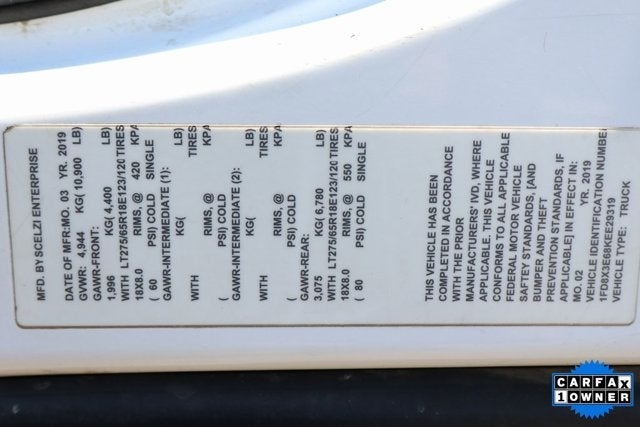 MFD. BY SCELZI ENTERPRISE
DATE OF MFR:MO. 03 YR. 2019
GVWR: 4,944 KG( 10,900 LB)
GAWR-FRONT:
1,996 KG( 4,400 LB)
WITH LT275/65R18E123/120 TIRES
18X8.0 RIMS, @ 420 KPA
( 60 PSI) COLD SINGLE
GAWR-INTERMEDIATE (1):
KG( LB)
WITH TIRES
RIMS, @ KPA
( PSI) COLD
GAWR-INTERMEDIATE (2):
KG( LB)
WITH TIRES
RIMS, @ KPA
( PSI) COLD
GAWR-REAR:
3,075 KG( 6,780 LB)
WITH LT275/65R18E123/120 TIRES
18X8.0 RIMS, @ 550 KPA
( 80 PSI) COLD SINGLE
THIS VEHICLE HAS BEEN
COMPLETED IN ACCORDANCE
WITH THE PRIOR
MANUFACTURERS' IVD, WHERE
APPLICABLE. THIS VEHICLE
CONFORMS TO ALL APPLICABLE
FEDERAL MOTOR VEHICLE
SAFTEY STANDARDS, [AND
BUMPER AND THEFT
PREVENTION STANDARDS, IF
APPLICABLE] IN EFFECT IN:
MO. 02 YR. 2019
VEHICLE IDENTIFICATION NUMBE
1FD8X3E68KEE29319
VEHICLE TYPE: TRUCK
CARFAX
1 OWNER